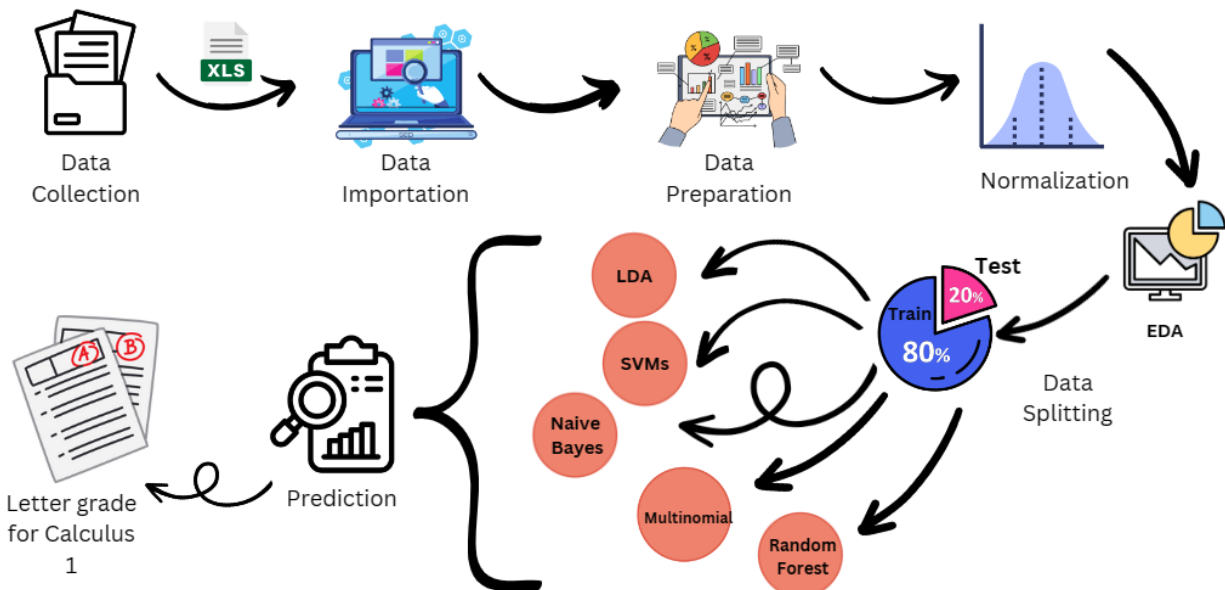 XLS
Data
Collection
Data
Importation
%
%
%
Data
Preparation
Normalization
EDA
Test
20%
Train
80%
Data
Splitting
LDA
SVMs
Naive
Bayes
Multinomial
Random
Forest
Prediction
A
B
Letter grade
for Calculus
1